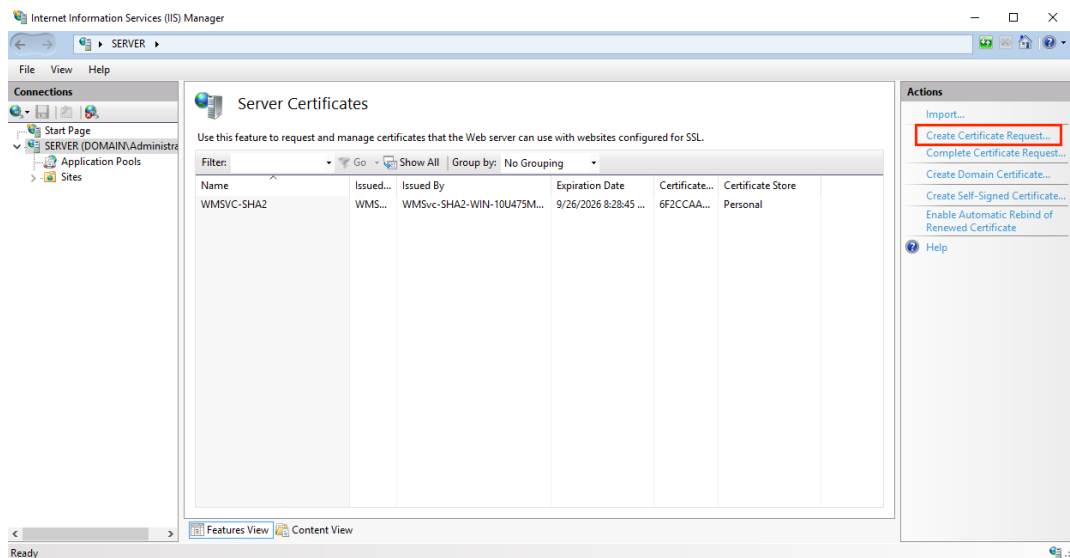 Internet Information Services (IIS) Manager
SERVER
File View Help
Connections
Start Page
SERVER (DOMAIN\Administra
Application Pools
Sites
Server Certificates
Use this feature to request and manage certificates that the Web server can use with websites configured for SSL.
Filter: Go Show All Group by: No Grouping
Name Issued... Issued By Expiration Date Certificate... Certificate Store
WMSVC-SHA2 WMS... WMSvc-SHA2-WIN-10U475M... 9/26/2026 8:28:45 ... 6F2CCAA... Personal
Features View Content View
Actions
Import...
Create Certificate Request...
Complete Certificate Request...
Create Domain Certificate...
Create Self-Signed Certificate...
Enable Automatic Rebind of
Renewed Certificate
Help
Ready